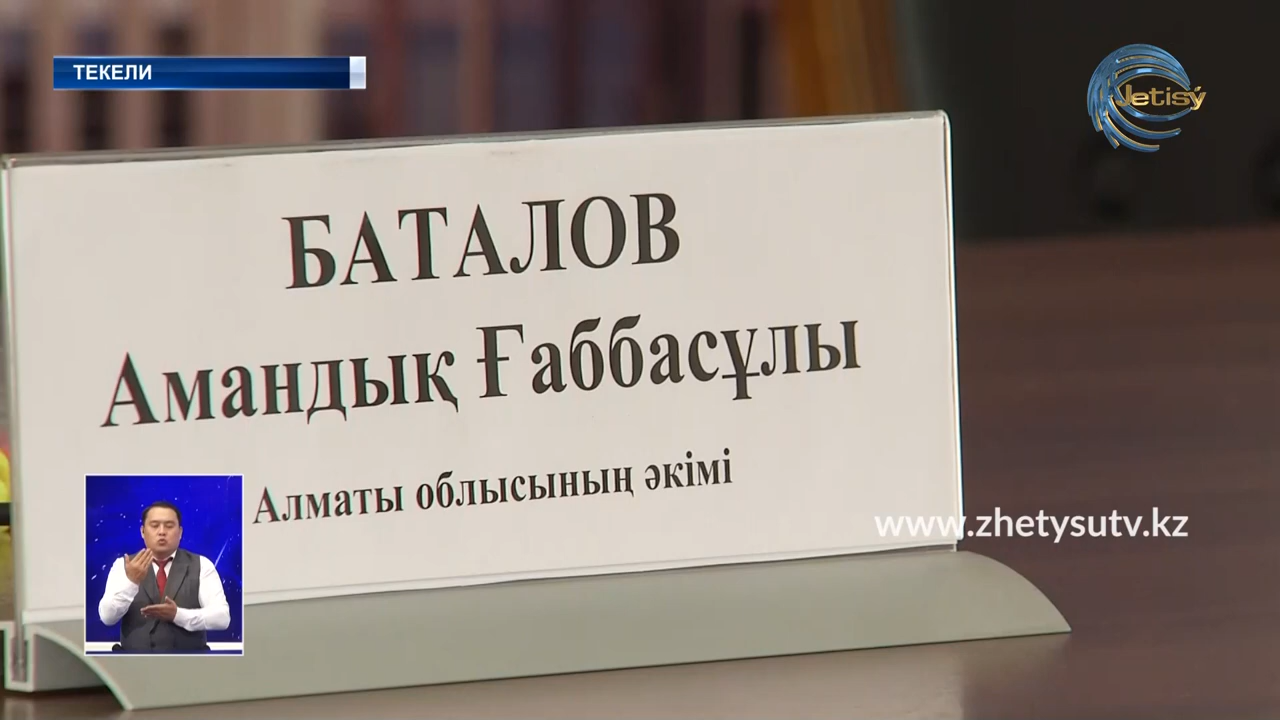 ТЕКЕЛИ
Jetisý
БАТАЛОВ
Амандық Ғаббасұлы
Алматы облысының әкімі
www.zhetysutv.kz